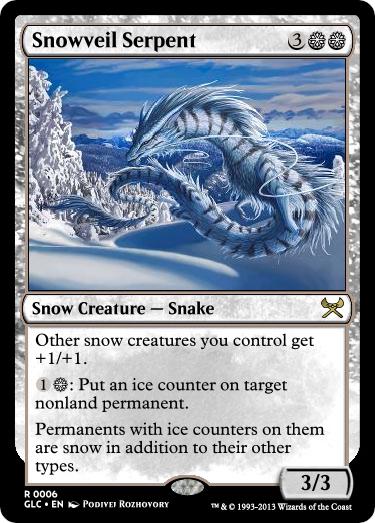 Snowveil Serpent 3
Snow Creature — Snake
Other snow creatures you control get
+1/+1.
1 : Put an ice counter on target
nonland permanent.
Permanents with ice counters on them
are snow in addition to their other
types.
3/3
R 0006
GLC • EN Podivej Rozhovory
™ & © 1993-2013 Wizards of the Coast